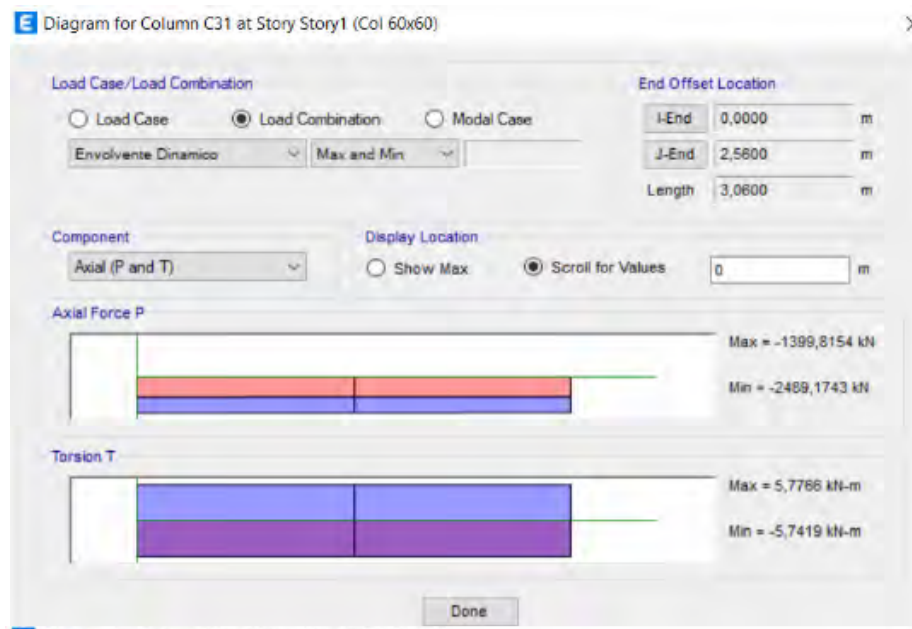 E Diagram for Column C31 at Story Story1 (Col 60x60)
Load Case/Load Combination
Load Case Load Combination Modal Case
Envolvente Dinamico Max and Min
End Offset Location
I-End 0,0000 m
J-End 2,5600 m
Length 3,0600 m
Component
Axial (P and T)
Display Location
Show Max Scroll for Values 0 m
Axial Force P
Max = -1399,8154 kN
Min = -2489,1743 kN
Torsion T
Max = 5,7766 kN-m
Min = -5,7419 kN-m
Done